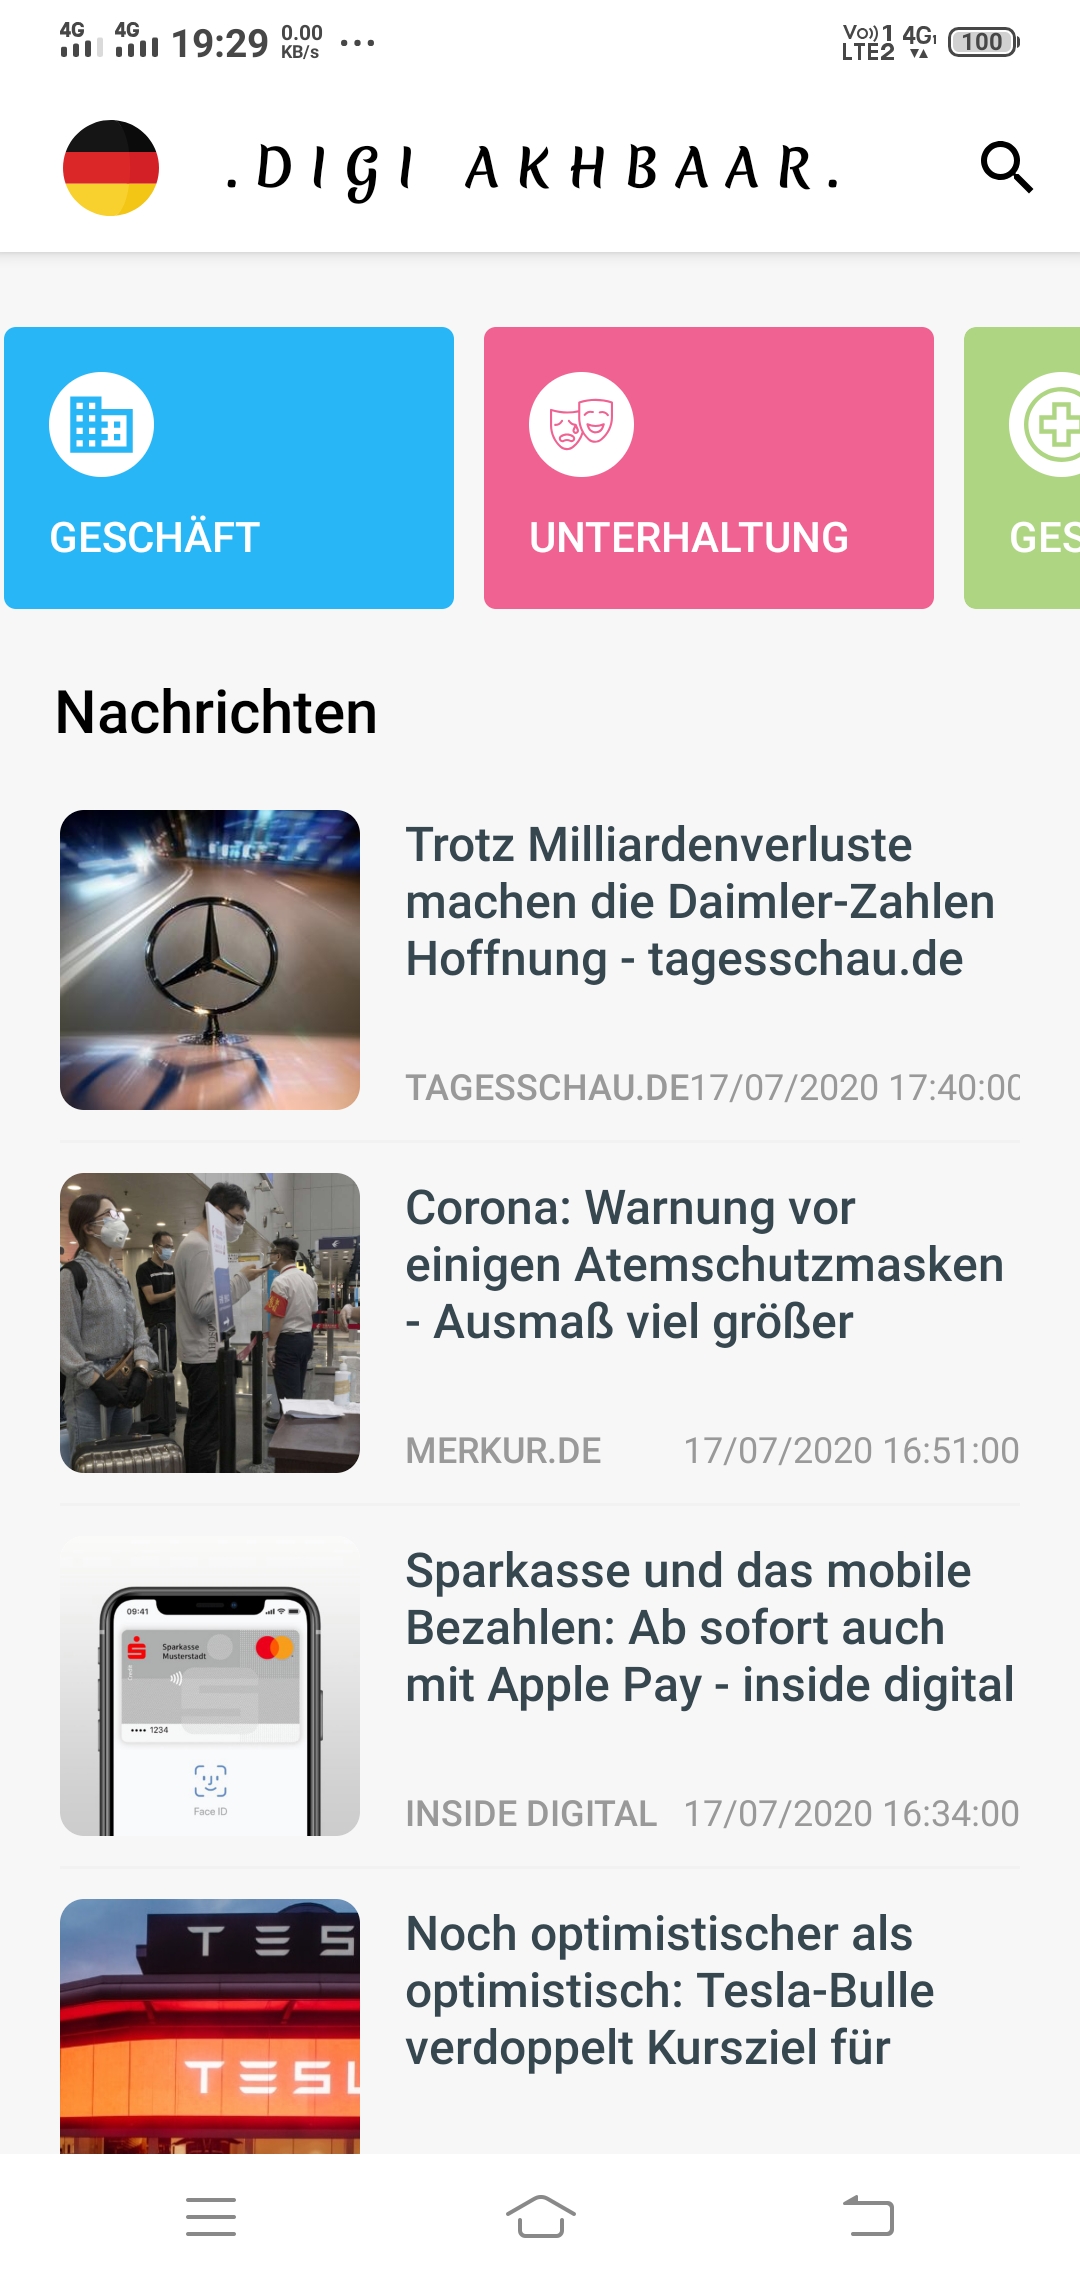 4G 4G 19:29 0.00 KB/s ... Vo)) 1 LTE2 4G1 100
.DIGI AKHBAAR.
GESCHÄFT
UNTERHALTUNG
GES
Nachrichten
Trotz Milliardenverluste
machen die Daimler-Zahlen
Hoffnung - tagesschau.de
TAGESSCHAU.DE17/07/2020 17:40:00
Corona: Warnung vor
einigen Atemschutzmasken
- Ausmaß viel größer
MERKUR.DE 17/07/2020 16:51:00
09:41
Sparkasse
Musterstadt
•••• 1234
Face ID
Sparkasse und das mobile
Bezahlen: Ab sofort auch
mit Apple Pay - inside digital
INSIDE DIGITAL 17/07/2020 16:34:00
TES
TESL
Noch optimistischer als
optimistisch: Tesla-Bulle
verdoppelt Kursziel für